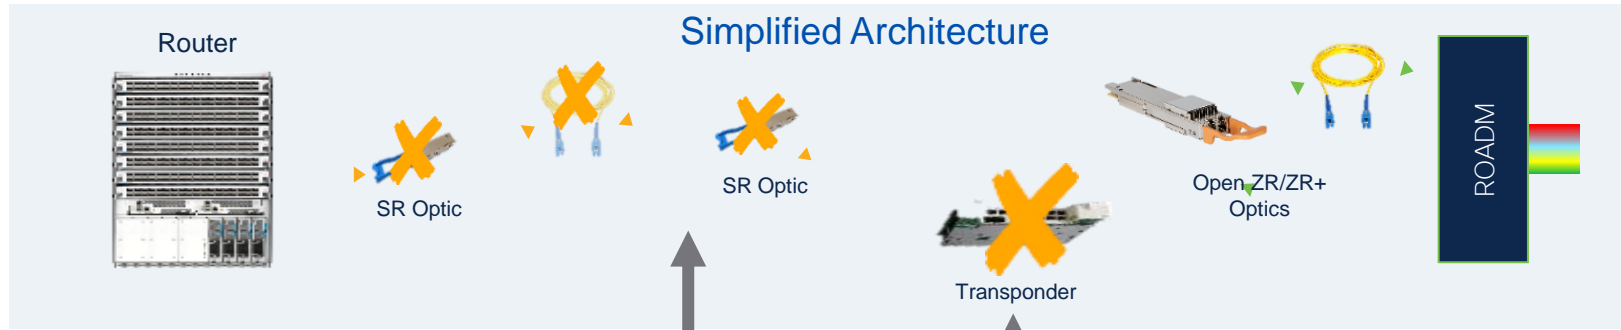 Simplified Architecture
Router
SR Optic
SR Optic
Transponder
Open ZR/ZR+
Optics
ROADM